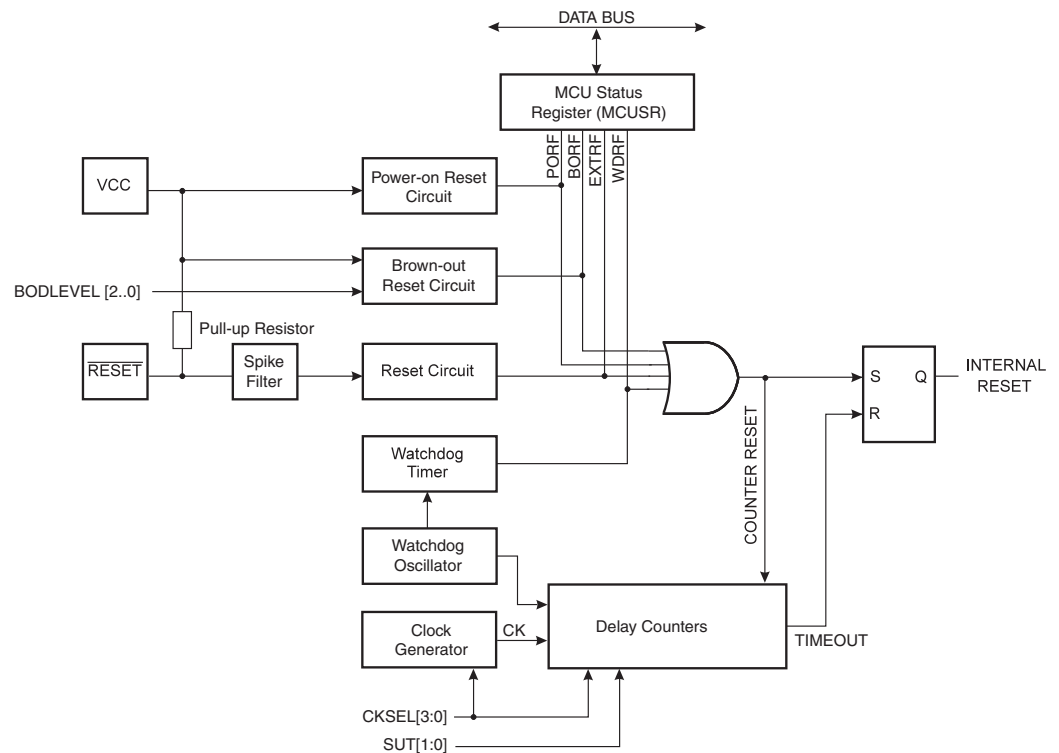 DATA BUS
MCU Status
Register (MCUSR)
PORF
BORF
EXTRF
WDRF
VCC
Power-on Reset
Circuit
Brown-out
Reset Circuit
BODLEVEL [2..0]
Pull-up Resistor
RESET
Spike
Filter
Reset Circuit
S
Q
INTERNAL
RESET
R
COUNTER RESET
Watchdog
Timer
Watchdog
Oscillator
Clock
Generator
CK
Delay Counters
TIMEOUT
CKSEL[3:0]
SUT[1:0]